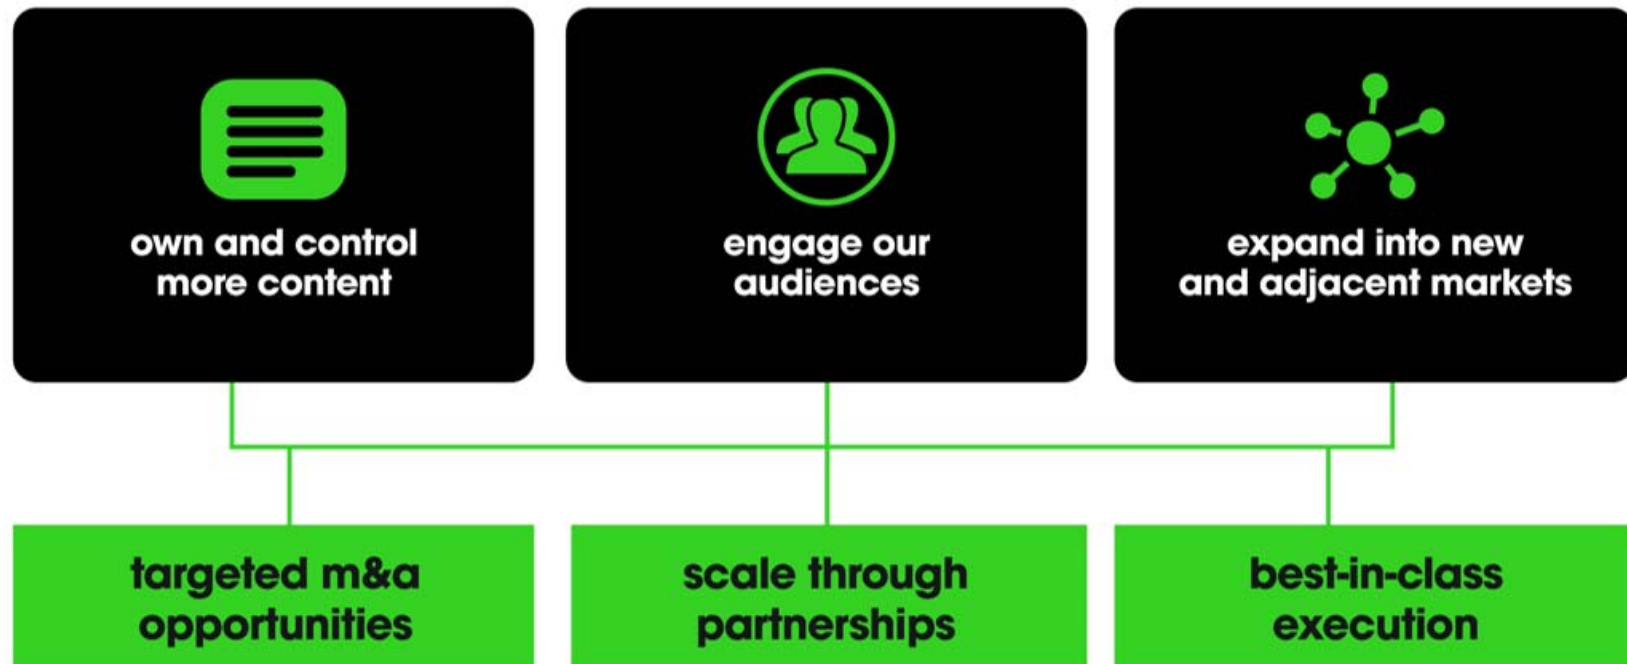 own and control
more content
engage our
audiences
expand into new
and adjacent markets
targeted m&a
opportunities
scale through
partnerships
best-in-class
execution